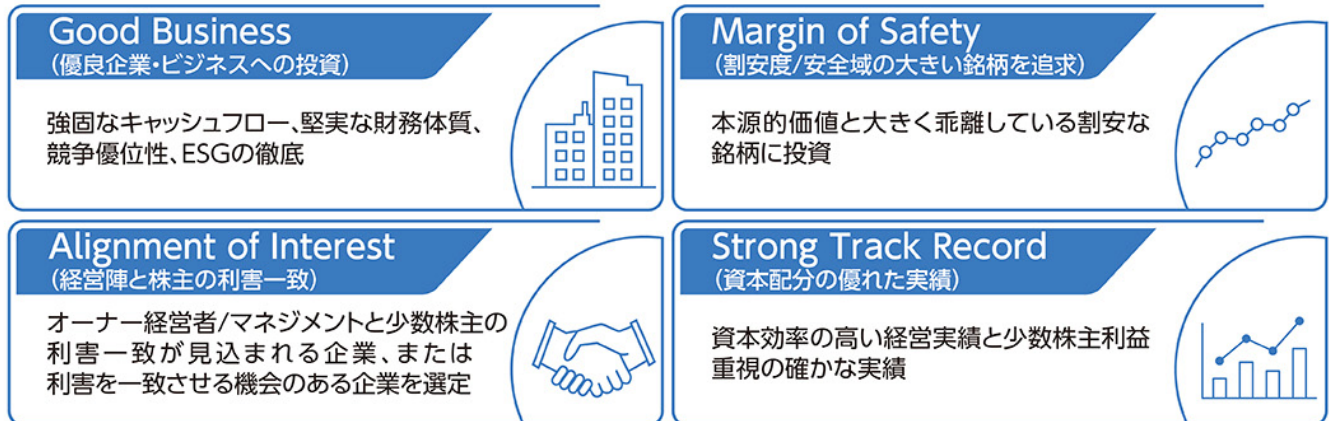 Good Business
(優良企業・ビジネスへの投資)
強固なキャッシュフロー、堅実な財務体質、
競争優位性、ESGの徹底
Margin of Safety
(割安度/安全域の大きい銘柄を追求)
本源的価値と大きく乖離している割安な
銘柄に投資
Alignment of Interest
(経営陣と株主の利害一致)
オーナー経営者/マネジメントと少数株主の
利害一致が見込まれる企業、または
利害を一致させる機会のある企業を選定
Strong Track Record
(資本配分の優れた実績)
資本効率の高い経営実績と少数株主利益
重視の確かな実績